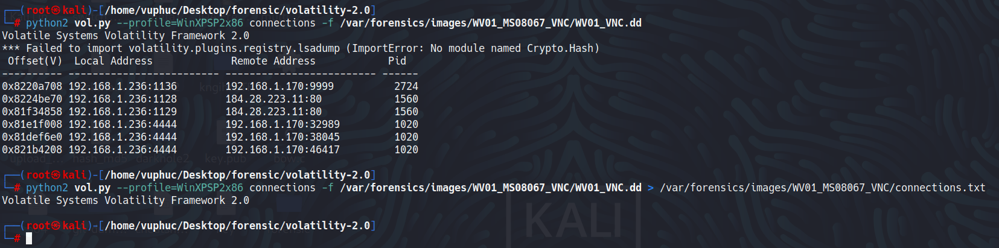 ┌──(root㉿kali)-[/home/vuphuc/Desktop/forensic/volatility-2.0]
└─# python2 vol.py --profile=WinXPSP2x86 connections -f /var/forensics/images/WV01_MS08067_VNC/WV01_VNC.dd
Volatile Systems Volatility Framework 2.0
*** Failed to import volatility.plugins.registry.lsadump (ImportError: No module named Crypto.Hash)
 Offset(V)  Local Address             Remote Address            Pid
---------- ------------------------- ------------------------- ------
0x8220a708 192.168.1.236:1136        192.168.1.170:9999          2724
0x8224be70 192.168.1.236:1128        184.28.223.11:80            1560
0x81f34858 192.168.1.236:1129        184.28.223.11:80            1560
0x81e1f008 192.168.1.236:4444        192.168.1.170:32989         1020
0x81def6e0 192.168.1.236:4444        192.168.1.170:38045         1020
0x821b4208 192.168.1.236:4444        192.168.1.170:46417         1020
upload_... hash_md5 darkhole2 key.pub bow.c
┌──(root㉿kali)-[/home/vuphuc/Desktop/forensic/volatility-2.0]
└─# python2 vol.py --profile=WinXPSP2x86 connections -f /var/forensics/images/WV01_MS08067_VNC/WV01_VNC.dd > /var/forensics/images/WV01_MS08067_VNC/connections.txt
Volatile Systems Volatility Framework 2.0
KALI
┌──(root㉿kali)-[/home/vuphuc/Desktop/forensic/volatility-2.0]
└─#